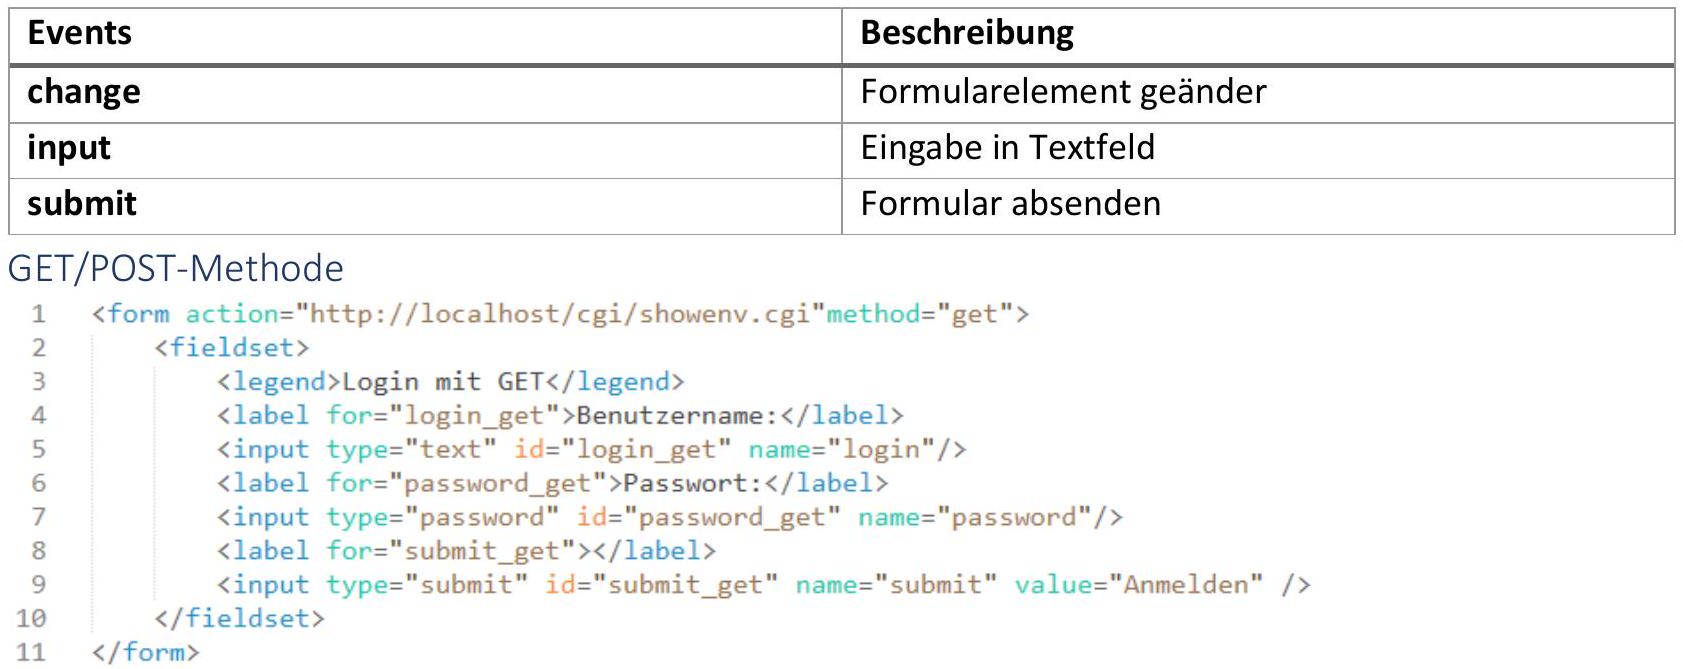 Events Beschreibung
change Formularelement geänder
input Eingabe in Textfeld
submit Formular absenden
GET/POST-Methode
1 <form action="http://localhost/cgi/showenv.cgi"method="get">
2 <fieldset>
3 <legend>Login mit GET</legend>
4 <label for="login_get">Benutzername:</label>
5 <input type="text" id="login_get" name="login"/>
6 <label for="password_get">Passwort:</label>
7 <input type="password" id="password_get" name="password"/>
8 <label for="submit_get"></label>
9 <input type="submit" id="submit_get" name="submit" value="Anmelden" />
10 </fieldset>
11 </form>